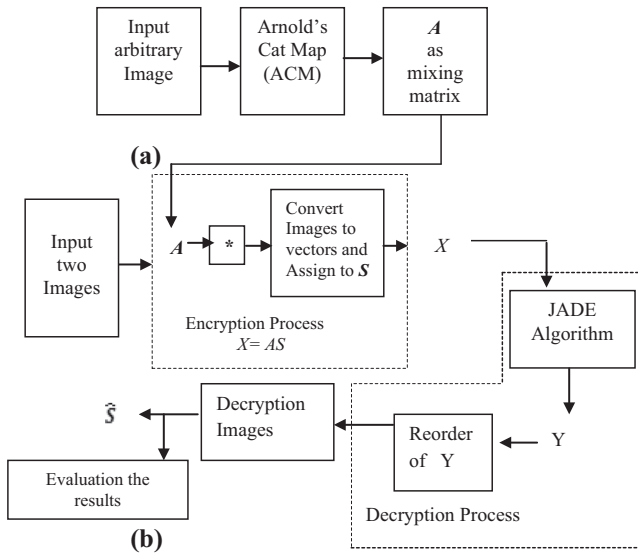 Input
arbitrary
Image
Arnold's
Cat Map
(ACM)
A
as
mixing
matrix
(a)
Input
two
Images
A
*
Convert
Images to
vectors and
Assign to S
X
Encryption Process
X= AS
JADE
Algorithm
Ŝ
Decryption
Images
Reorder
of Y
Y
Evaluation the
results
Decryption Process
(b)